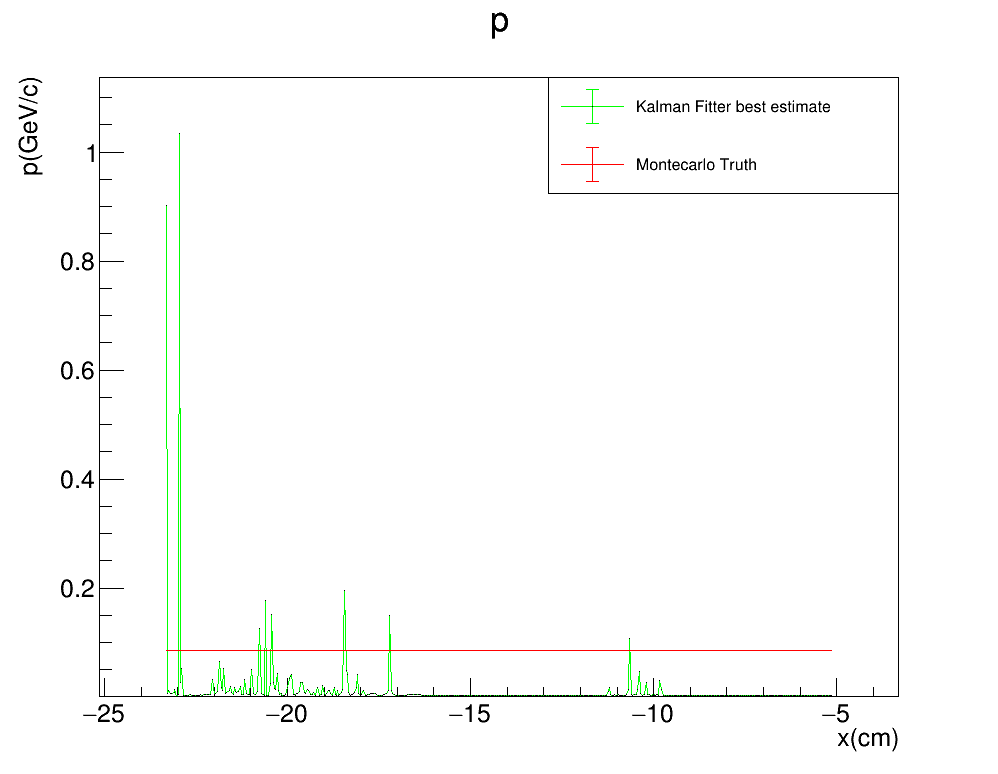 p
p(GeV/c)
Kalman Fitter best estimate
Montecarlo Truth
1
0.8
0.6
0.4
0.2
−25 −20 −15 −10 −5
x(cm)